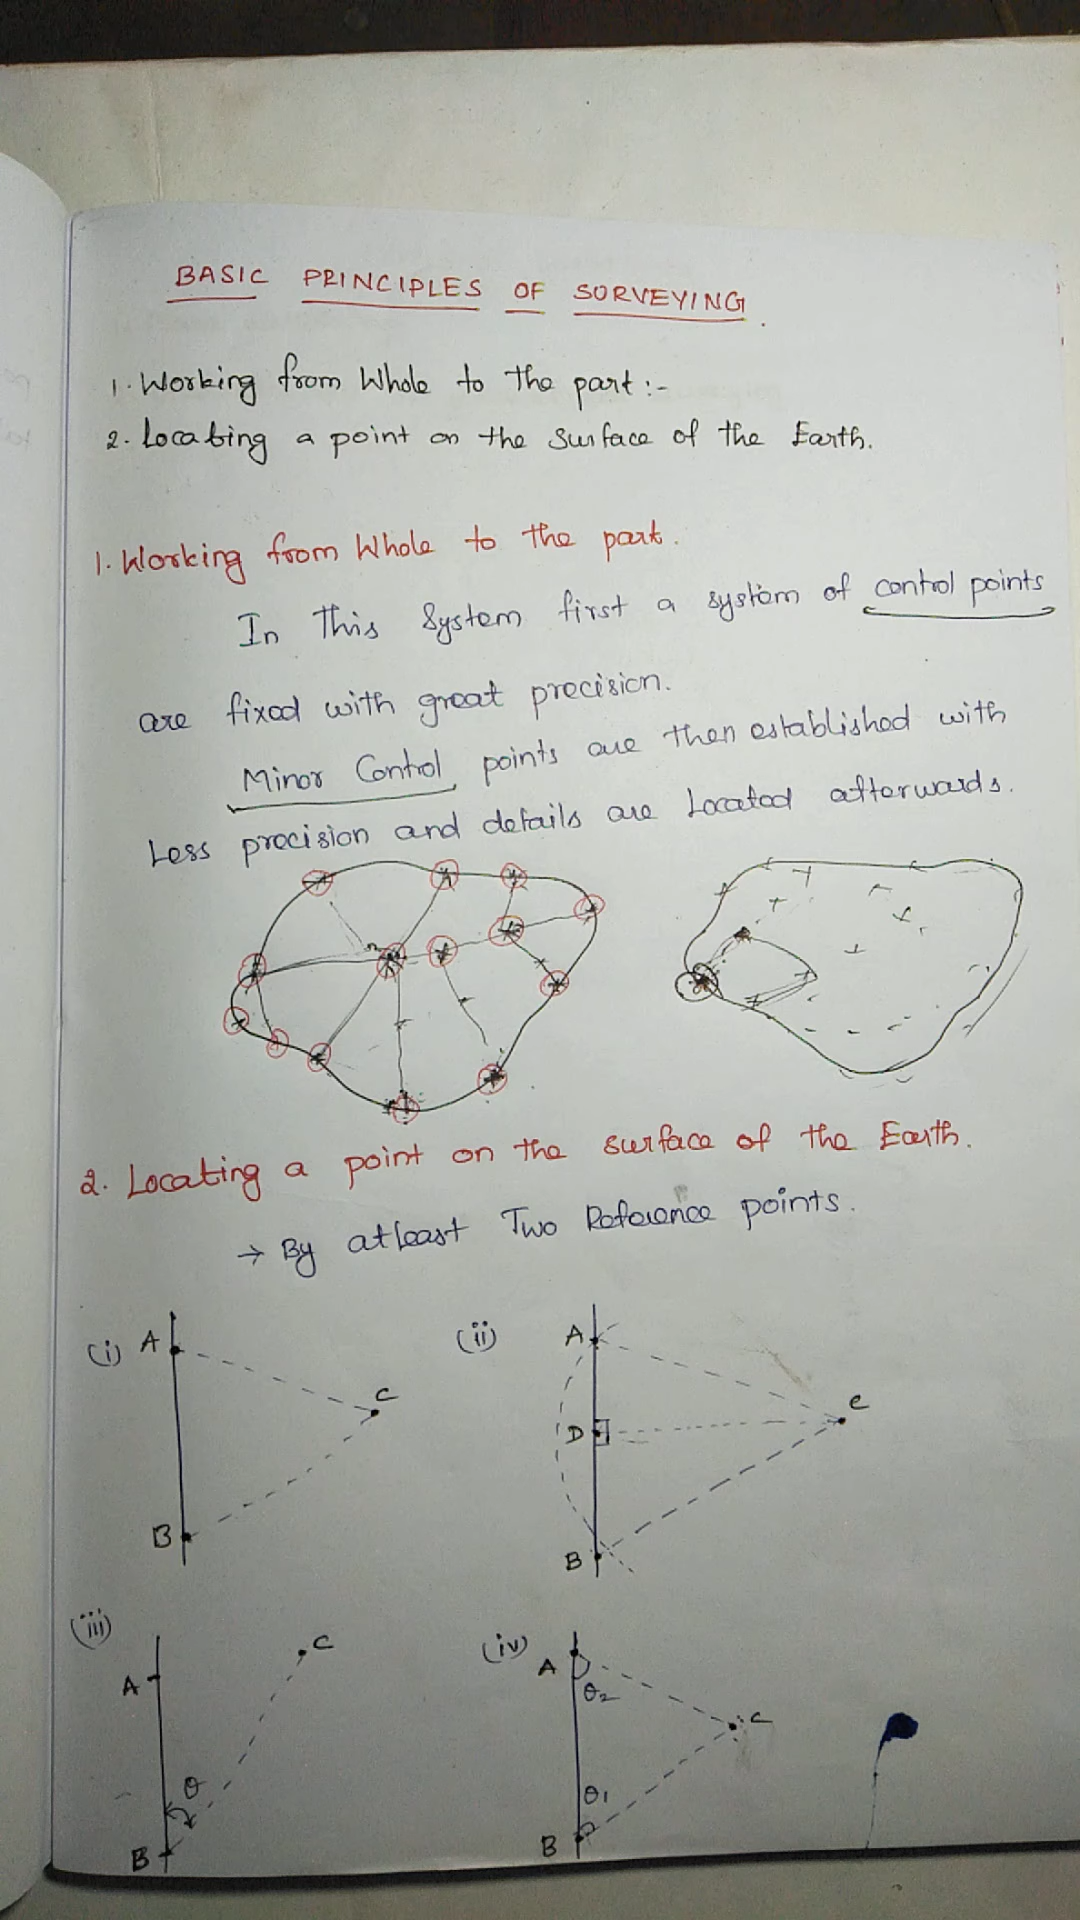 BASIC PRINCIPLES OF SORVEYING.
1. Working from Whole to the part :-
2. Locating a point on the surface of the Earth.
1. Working from Whole to the part.
In This System first a system of control points
are fixed with great precision.
Minor Control points are then established with
Less precision and details are Located afterwards.
2. Locating a point on the surface of the Earth.
→ By atleast Two Reference points.
(i) A
C
B
(ii) A
C
D
B
(iii)
C
A
θ
B
(iv) A
θ2
C
θ1
B